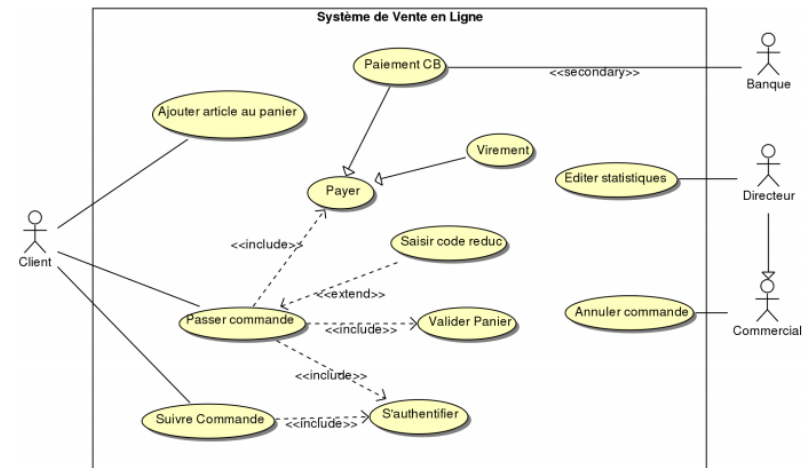 Système de Vente en Ligne
Paiement CB
<<secondary>>
Banque
Ajouter article au panier
Virement
Payer
Editer statistiques
Directeur
Client
<<include>>
Saisir code reduc
<<extend>>
Passer commande
<<include>>
Valider Panier
Annuler commande
Commercial
<<include>>
Suivre Commande
<<include>>
S'authentifier